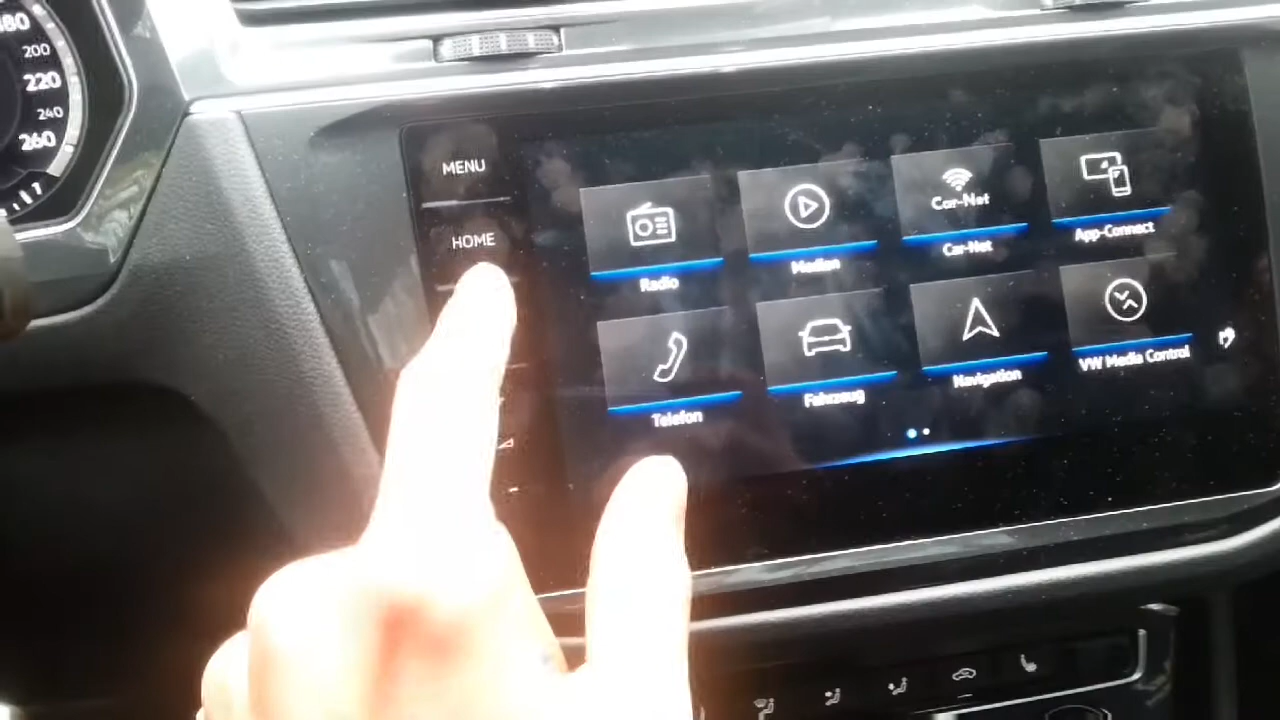 180
200
220
240
260
MENU
HOME
Radio
Medien
Car-Net
Car-Net
App-Connect
Telefon
Fahrzeug
Navigation
VW Media Control